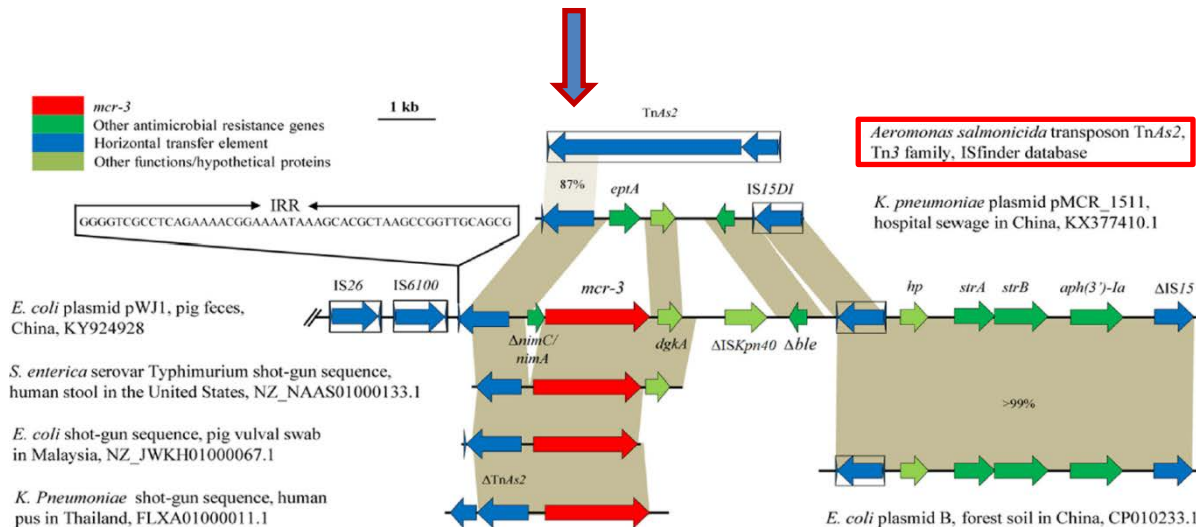 mcr-3
Other antimicrobial resistance genes
Horizontal transfer element
Other functions/hypothetical proteins
1 kb
TnAs2
Aeromonas salmonicida transposon TnAs2,
Tn3 family, ISfinder database
87%
eptA
IS15DI
K. pneumoniae plasmid pMCR_1511,
hospital sewage in China, KX377410.1
IRR
GGGGTCGCCTCAGAAAACGGAAAATAAAGCACGCTAAGCCGGTTGCAGCG
IS26
IS6100
mcr-3
hp
strA
strB
aph(3')-Ia
ΔIS15
E. coli plasmid pWJ1, pig feces,
China, KY924928
ΔnimC/
nimA
dgkA
ΔISKpn40
Δble
S. enterica serovar Typhimurium shot-gun sequence,
human stool in the United States, NZ_NAAS01000133.1
>99%
E. coli shot-gun sequence, pig vulval swab
in Malaysia, NZ_JWKH01000067.1
ΔTnAs2
K. Pneumoniae shot-gun sequence, human
pus in Thailand, FLXA01000011.1
E. coli plasmid B, forest soil in China, CP010233.1